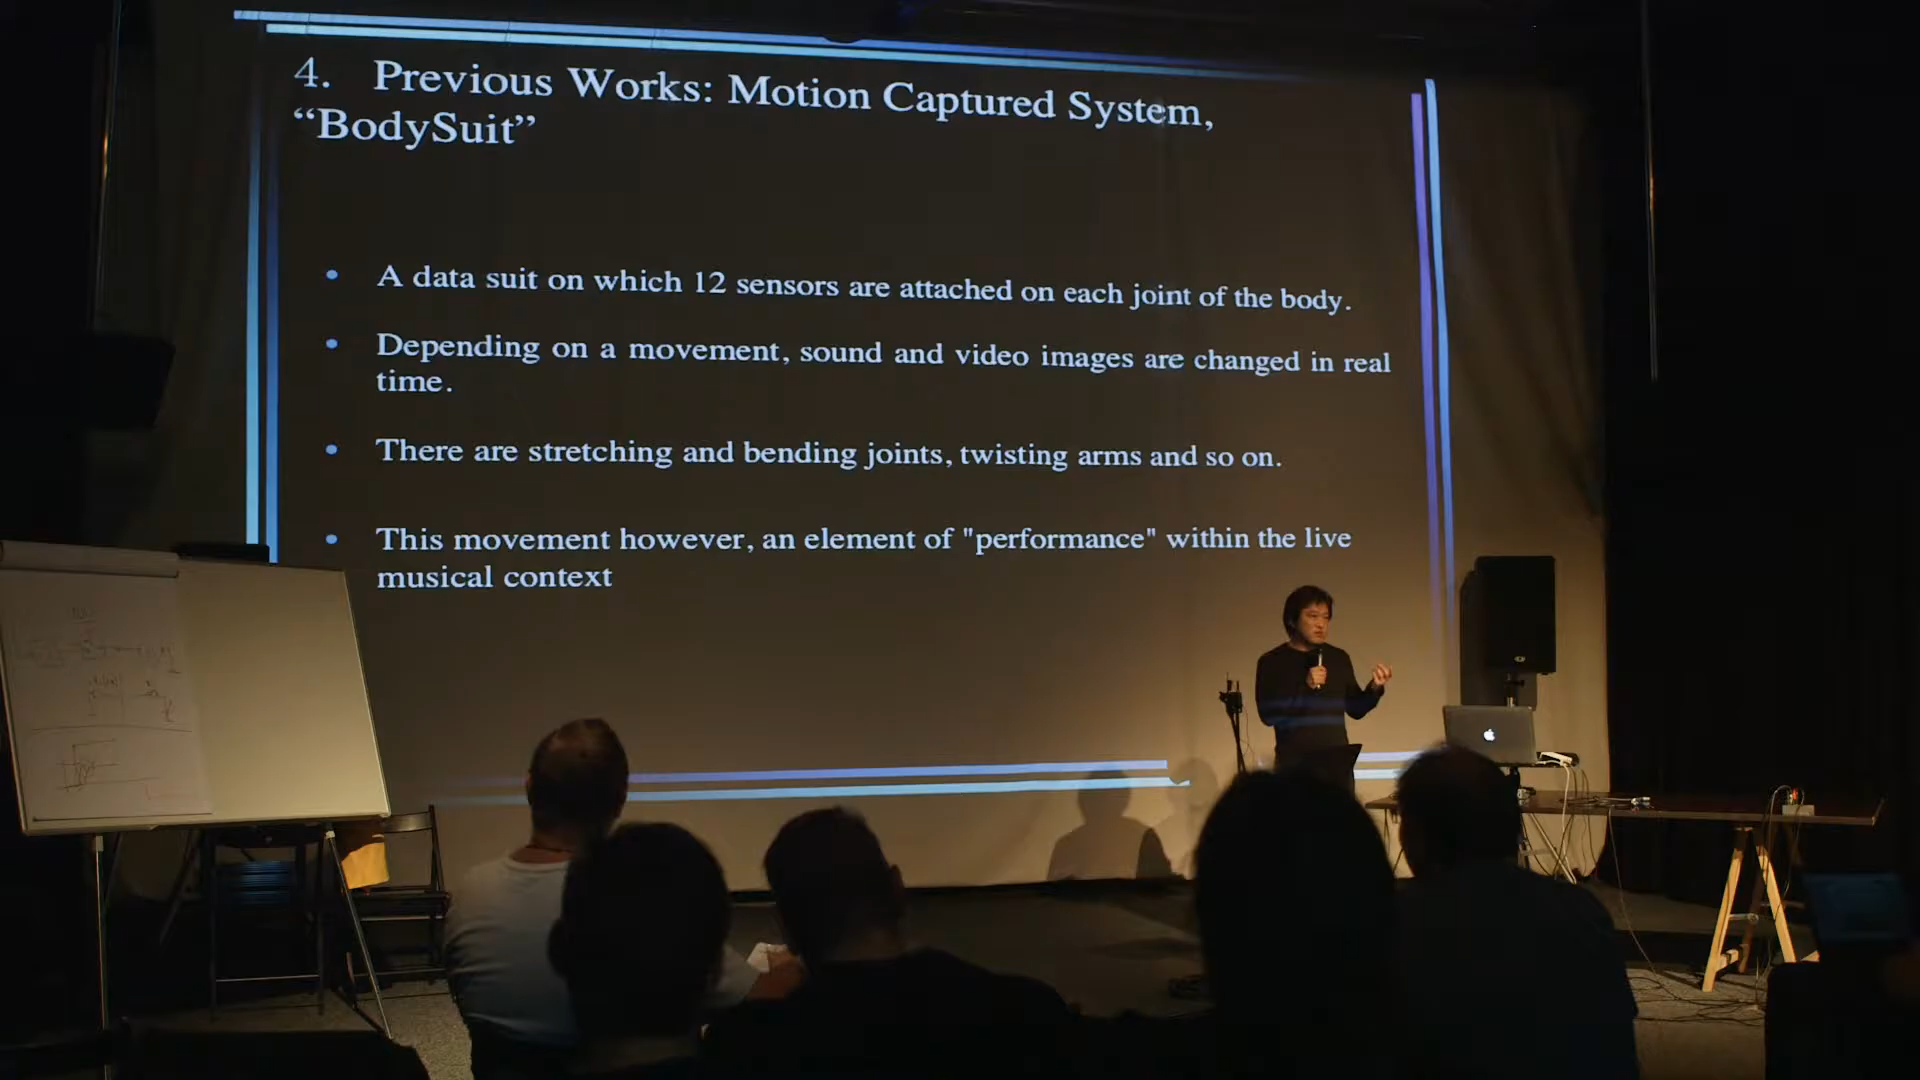 4. Previous Works: Motion Captured System,
“BodySuit”
• A data suit on which 12 sensors are attached on each joint of the body.
• Depending on a movement, sound and video images are changed in real
time.
• There are stretching and bending joints, twisting arms and so on.
• This movement however, an element of "performance" within the live
musical context